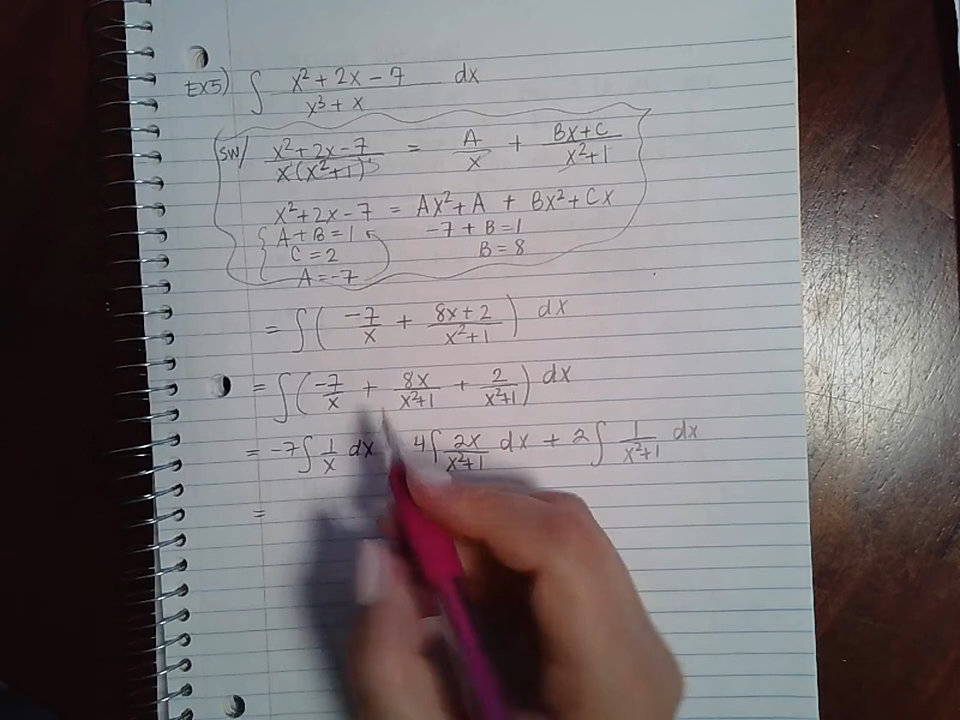 Ex5) ∫ x²+2x-7 / x³+x dx
SW/ x²+2x-7 / x(x²+1) = A/x + Bx+C / x²+1
x²+2x-7 = Ax²+A + Bx²+Cx
A+B=1 -7+B=1
C=2 B=8
A=-7
= ∫( -7/x + 8x+2 / x²+1 ) dx
= ∫( -7/x + 8x / x²+1 + 2 / x²+1 ) dx
= -7∫ 1/x dx 4∫ 2x / x²+1 dx + 2∫ 1 / x²+1 dx
=